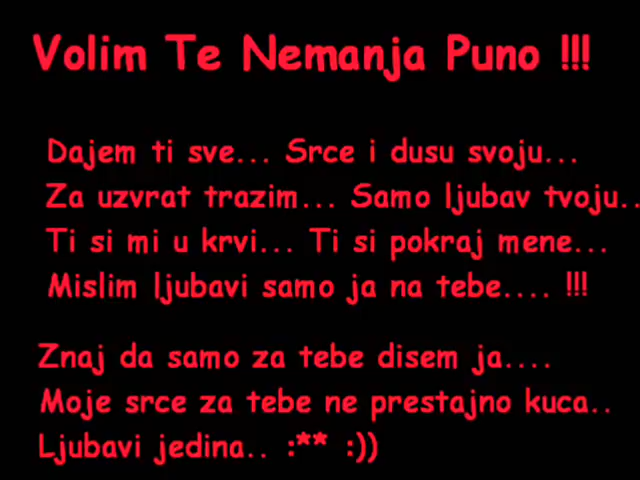 Volim Te Nemanja Puno !!!
Dajem ti sve... Srce i dusu svoju...
Za uzvrat trazim... Samo ljubav tvoju..
Ti si mi u krvi... Ti si pokraj mene...
Mislim ljubavi samo ja na tebe.... !!!
Znaj da samo za tebe disem ja....
Moje srce za tebe ne prestajno kuca..
Ljubavi jedina.. :** :))